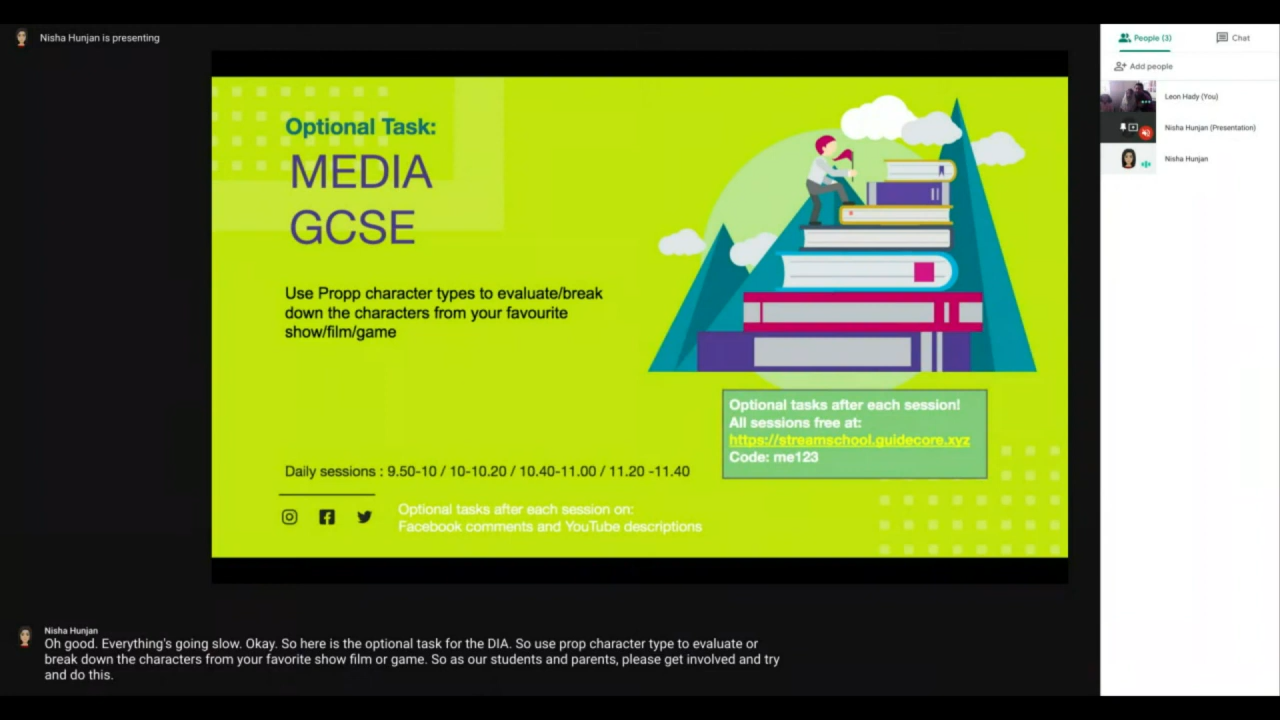 Nisha Hunjan is presenting
People (3)
Chat
Add people
Leon Hady (You)
Nisha Hunjan (Presentation)
Nisha Hunjan
Optional Task:
MEDIA
GCSE
Use Propp character types to evaluate/break
down the characters from your favourite
show/film/game
Optional tasks after each session!
All sessions free at:
https://streamschool.guidecore.xyz
Code: me123
Daily sessions : 9.50-10 / 10-10.20 / 10.40-11.00 / 11.20 -11.40
Optional tasks after each session on:
Facebook comments and YouTube descriptions
Nisha Hunjan
Oh good. Everything's going slow. Okay. So here is the optional task for the DIA. So use prop character type to evaluate or
break down the characters from your favorite show film or game. So as our students and parents, please get involved and try
and do this.